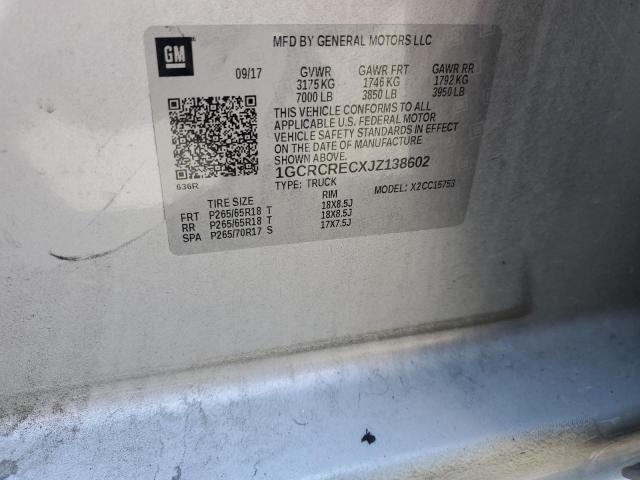 GM
MFD BY GENERAL MOTORS LLC
09/17 GVWR GAWR FRT GAWR RR
3175 KG 1746 KG 1792 KG
7000 LB 3850 LB 3950 LB
THIS VEHICLE CONFORMS TO ALL
APPLICABLE U.S. FEDERAL MOTOR
VEHICLE SAFETY STANDARDS IN EFFECT
ON THE DATE OF MANUFACTURE
SHOWN ABOVE.
1GCRCRECXJZ138602
636R
TYPE: TRUCK MODEL: X2CC15753
TIRE SIZE RIM
FRT P265/65R18 T 18X8.5J
RR P265/65R18 T 18X8.5J
SPA P265/70R17 S 17X7.5J